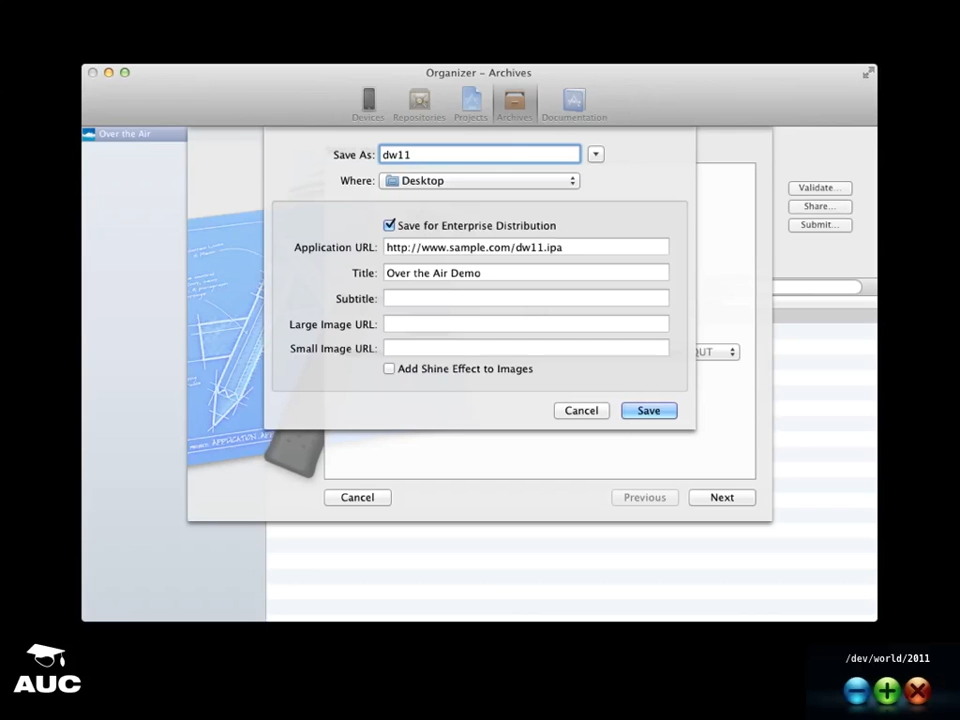 Organizer – Archives
Devices
Repositories
Projects
Archives
Documentation
Over the Air
Save As: dw11
Where: Desktop
Save for Enterprise Distribution
Application URL: http://www.sample.com/dw11.ipa
Title: Over the Air Demo
Subtitle:
Large Image URL:
Small Image URL:
Add Shine Effect to Images
Cancel
Save
Validate...
Share...
Submit...
Cancel
Previous
Next
AUC
/dev/world/2011